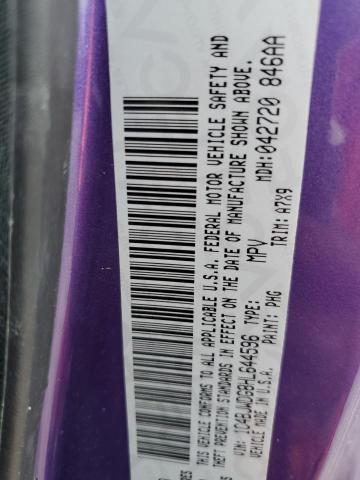 THIS VEHICLE CONFORMS TO ALL APPLICABLE U.S.A. FEDERAL MOTOR VEHICLE SAFETY AND
THEFT PREVENTION STANDARDS IN EFFECT ON THE DATE OF MANUFACTURE SHOWN ABOVE.
VIN: 1C4BJWDG8HL644596 TYPE: MPV MDH:042720 846AA
VEHICLE MADE IN U.S.A. PAINT: PHG TRIM: A7X9